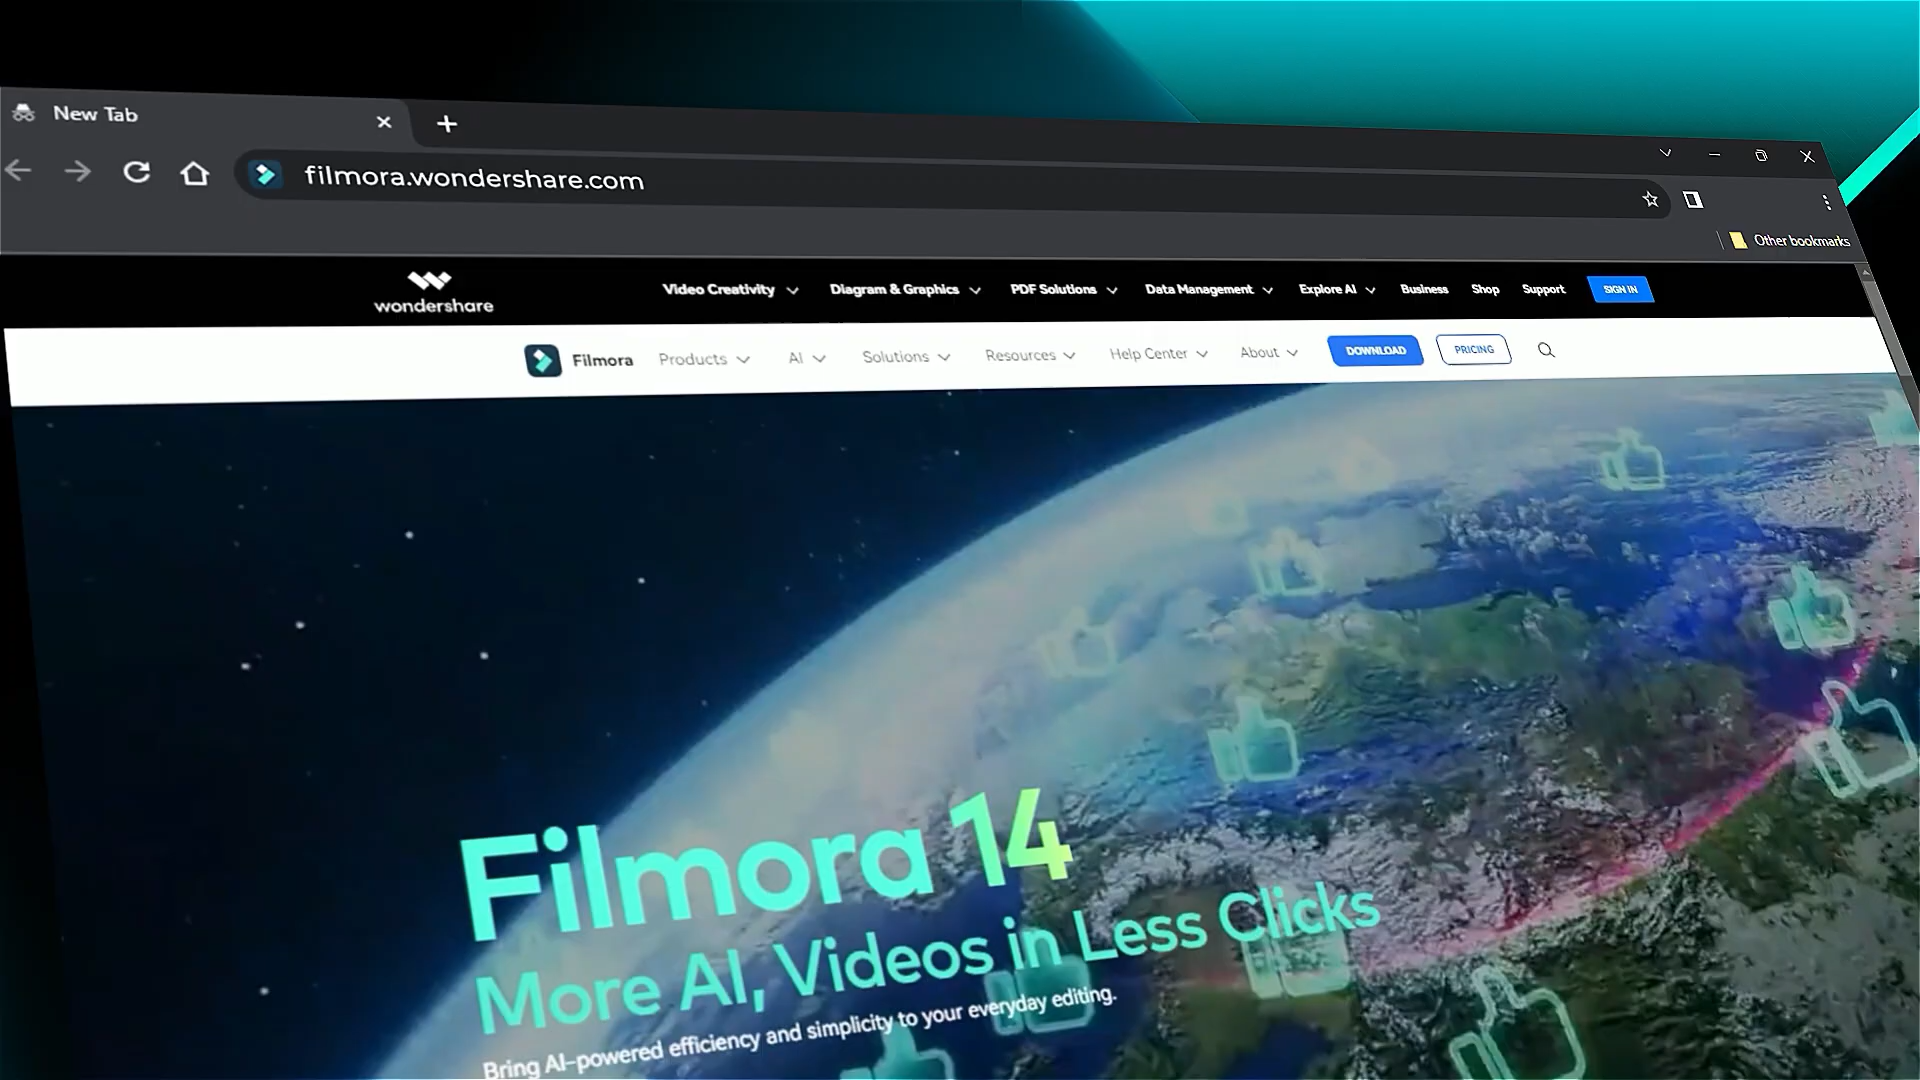 New Tab
filmora.wondershare.com
Other bookmarks
wondershare
Video Creativity Diagram & Graphics PDF Solutions Data Management Explore AI Business Shop Support SIGN IN
Filmora Products AI Solutions Resources Help Center About DOWNLOAD PRICING
Filmora 14
More AI, Videos in Less Clicks
Bring AI-powered efficiency and simplicity to your everyday editing.